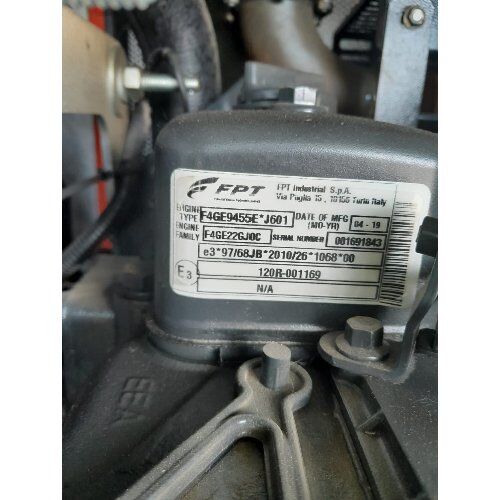 FPT
FPT Industrial S.p.A.
Via Puglia 15 , 10156 Turin Italy
ENGINE TYPE F4GE9455E*J601 DATE OF MFG (MO-YR) 04 - 19
ENGINE FAMILY F4GE22GJ0C SERIAL NUMBER 001691843
e3*97/68JB*2010/26*1068*00
E3 120R-001169
N/A
EEA